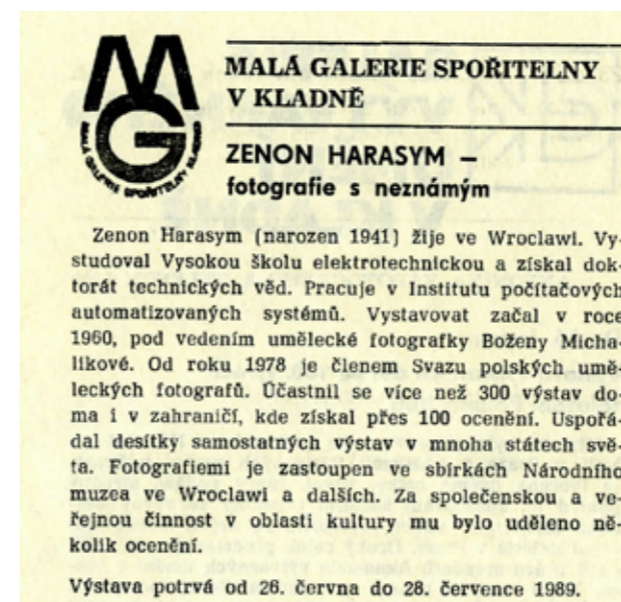 MALÁ GALERIE SPOŘITELNY
V KLADNĚ
MG
MALÁ GALERIE SPOŘITELNY KLADNO
ZENON HARASYM –
fotografie s neznámým
Zenon Harasym (narozen 1941) žije ve Wroclawi. Vy-
studoval Vysokou školu elektrotechnickou a získal dok-
torát technických věd. Pracuje v Institutu počítačových
automatizovaných systémů. Vystavovat začal v roce
1960, pod vedením umělecké fotografky Boženy Micha-
likové. Od roku 1978 je členem Svazu polských umě-
leckých fotografů. Účastnil se více než 300 výstav do-
ma i v zahraničí, kde získal přes 100 ocenění. Uspořá-
dal desítky samostatných výstav v mnoha státech svě-
ta. Fotografiemi je zastoupen ve sbírkách Národního
muzea ve Wroclawi a dalších. Za společenskou a ve-
řejnou činnost v oblasti kultury mu bylo uděleno ně-
kolik ocenění.
Výstava potrvá od 26. června do 28. července 1989.